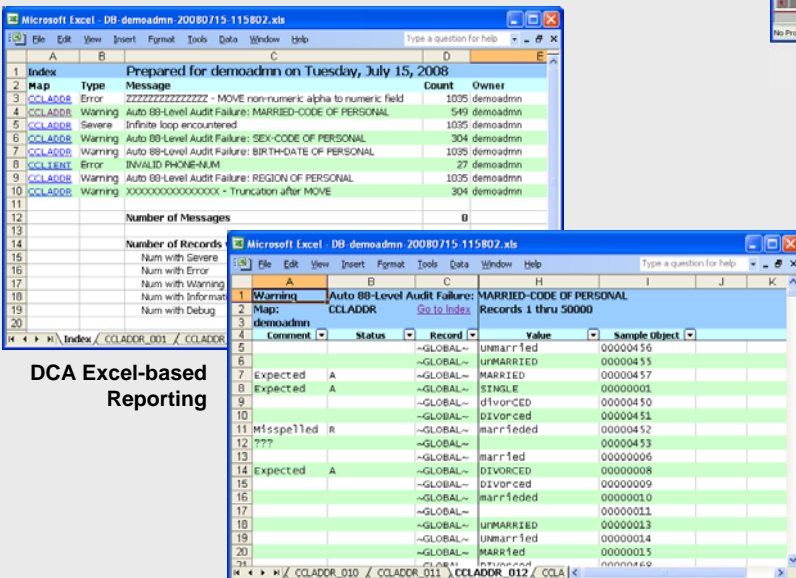 Microsoft Excel - DB-demoadmn-20080715-115802.xls
File Edit View Insert Format Tools Data Window Help Type a question for help
A B C D E
1 Index Prepared for demoadmn on Tuesday, July 15, 2008
2 Map Type Message Count Owner
3 CCLADDR Error ZZZZZZZZZZZZZZZ - MOVE non-numeric alpha to numeric field 1035 demoadmn
4 CCLADDR Warning Auto 88-Level Audit Failure: MARRIED-CODE OF PERSONAL 549 demoadmn
5 CCLADDR Severe Infinite loop encountered 1035 demoadmn
6 CCLADDR Warning Auto 88-Level Audit Failure: SEX-CODE OF PERSONAL 304 demoadmn
7 CCLADDR Warning Auto 88-Level Audit Failure: BIRTH-DATE OF PERSONAL 1035 demoadmn
8 CCLIENT Error INVALID PHONE-NUM 27 demoadmn
9 CCLADDR Warning Auto 88-Level Audit Failure: REGION OF PERSONAL 1035 demoadmn
10 CCLADDR Warning XXXXXXXXXXXXXXX - Truncation after MOVE 304 demoadmn
11
12 Number of Messages 8
13
14 Number of Records
15 Num with Severe
16 Num with Error
17 Num with Warning
18 Num with Informati
19 Num with Debug
20
Index CCLADDR_001 CCLADDR
DCA Excel-based
Reporting
Microsoft Excel - DB-demoadmn-20080715-115802.xls
File Edit View Insert Format Tools Data Window Help Type a question for help
A B C H I J K
1 Warning Auto 88-Level Audit Failure: MARRIED-CODE OF PERSONAL
2 Map: CCLADDR Go to Index Records 1 thru 50000
3 demoadmn
4 Comment Status Record Value Sample Object
5 ~GLOBAL~ UNmarried 00000456
6 ~GLOBAL~ unMARRIED 00000455
7 Expected A ~GLOBAL~ MARRIED 00000457
8 Expected A ~GLOBAL~ SINGLE 00000001
9 ~GLOBAL~ divorCED 00000450
10 ~GLOBAL~ DIvorced 00000451
11 Misspelled R ~GLOBAL~ marrieded 00000452
12 ??? ~GLOBAL~ 00000453
13 ~GLOBAL~ married 00000006
14 Expected A ~GLOBAL~ DIVORCED 00000008
15 ~GLOBAL~ DIvorced 00000009
16 ~GLOBAL~ marrieded 00000010
17 ~GLOBAL~ 00000011
18 ~GLOBAL~ unMARRIED 00000013
19 ~GLOBAL~ UNmarried 00000014
20 ~GLOBAL~ MARRied 00000015
21 ~GLOBAL~ DIvorced
CCLADDR_010 CCLADDR_011 CCLADDR_012 CCLA